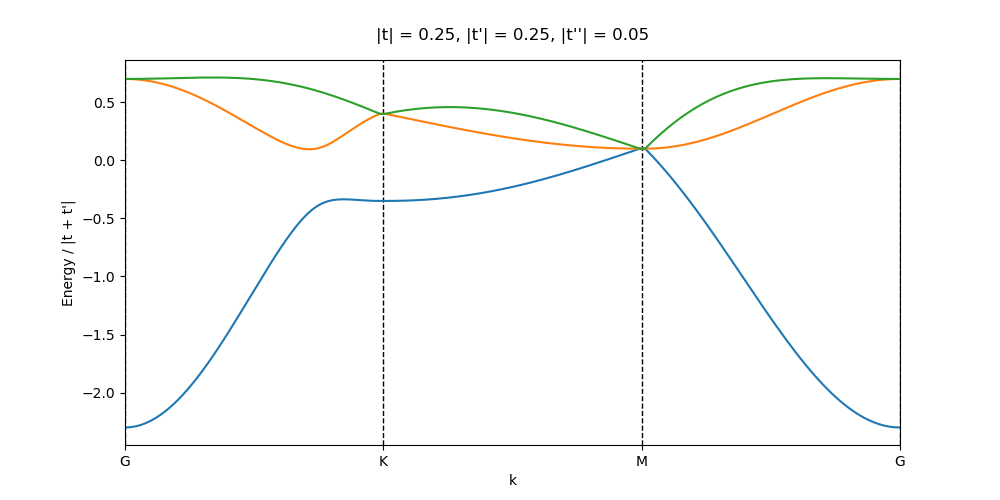 |t| = 0.25, |t'| = 0.25, |t''| = 0.05
Energy / |t + t'|
0.5
0.0
−0.5
−1.0
−1.5
−2.0
G
K
M
G
k